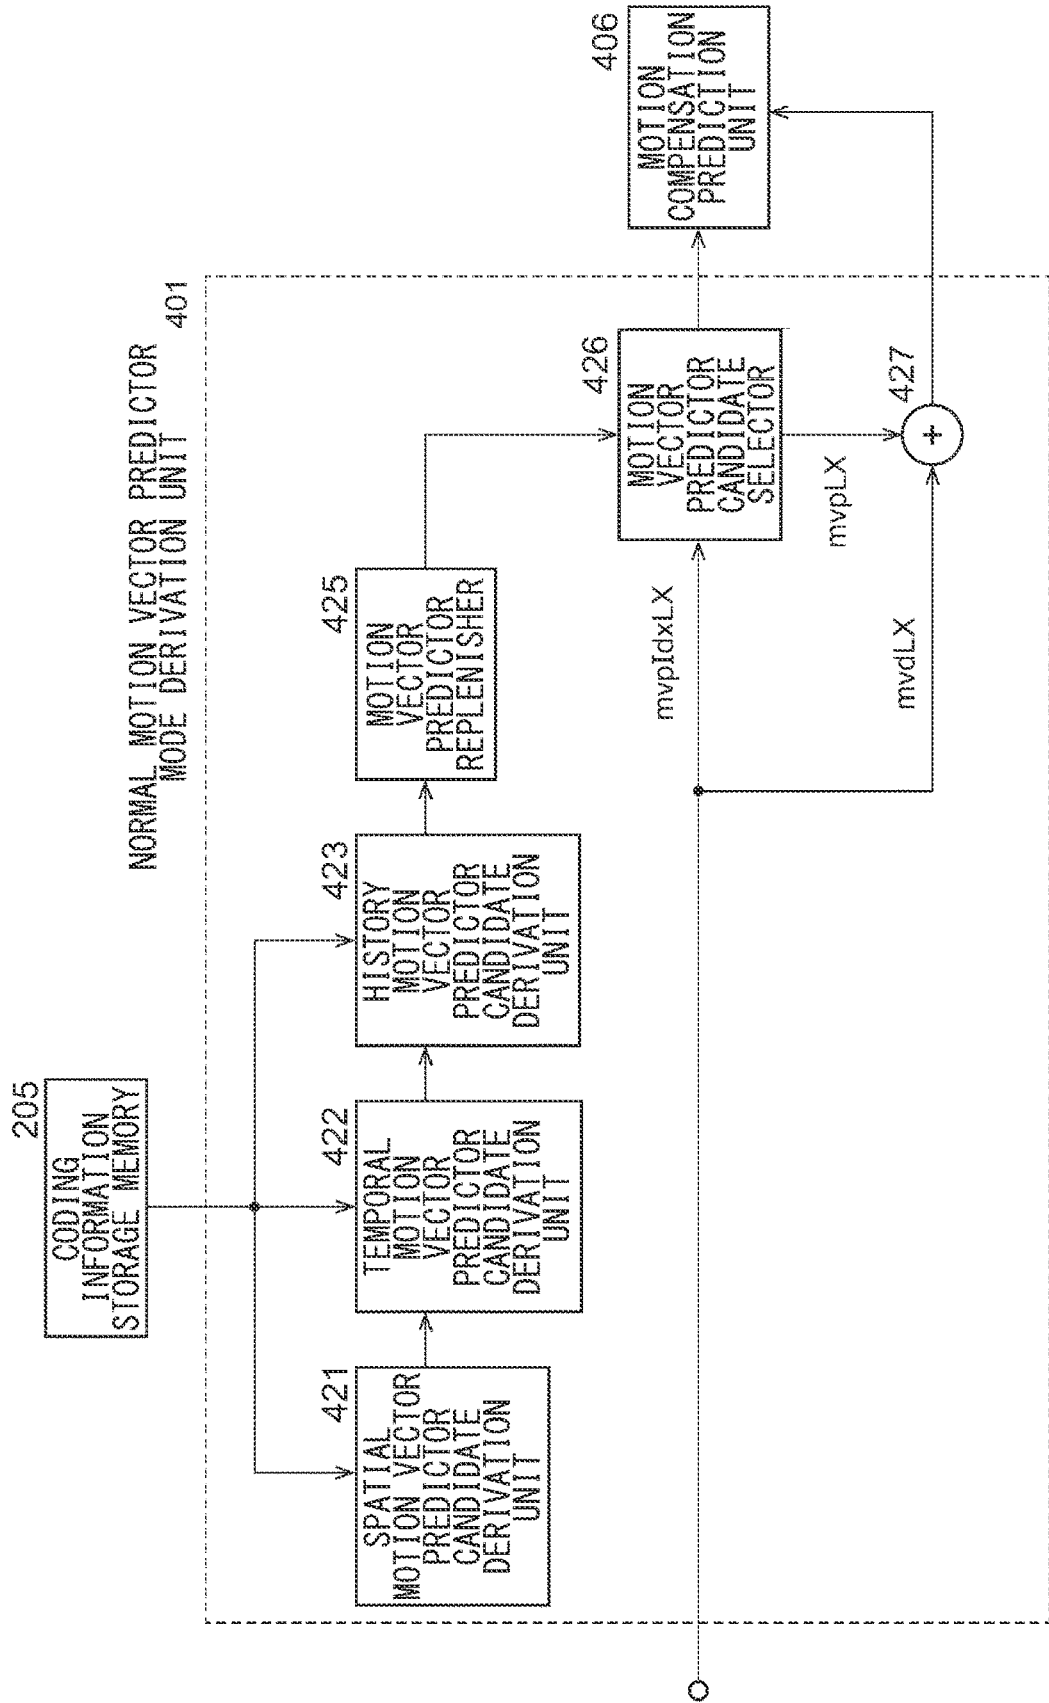 NORMAL MOTION VECTOR PREDICTOR
MODE DERIVATION UNIT
401
205
CODING
INFORMATION
STORAGE MEMORY
421
SPATIAL
MOTION VECTOR
PREDICTOR
CANDIDATE
DERIVATION
UNIT
422
TEMPORAL
MOTION
VECTOR
PREDICTOR
CANDIDATE
DERIVATION
UNIT
423
HISTORY
MOTION
VECTOR
PREDICTOR
CANDIDATE
DERIVATION
UNIT
425
MOTION
VECTOR
PREDICTOR
REPLENISHER
426
MOTION
VECTOR
PREDICTOR
CANDIDATE
SELECTOR
406
MOTION
COMPENSATION
PREDICTION
UNIT
mvpIdxLX
mvpLX
mvdLX
427
+